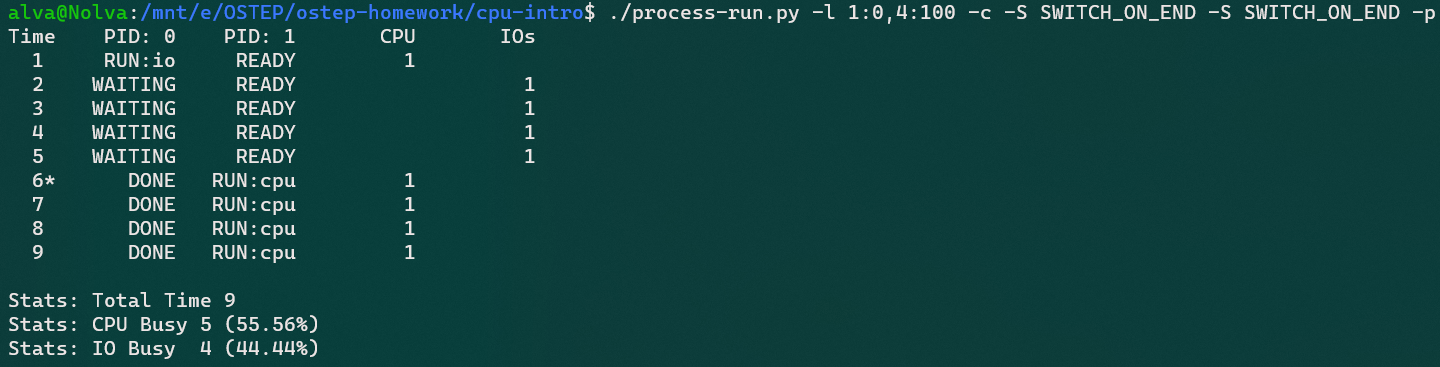 alva@Nolva:/mnt/e/OSTEP/ostep-homework/cpu-intro$ ./process-run.py -l 1:0,4:100 -c -S SWITCH_ON_END -S SWITCH_ON_END -p
Time    PID: 0    PID: 1       CPU       IOs
  1     RUN:io     READY         1
  2    WAITING     READY                   1
  3    WAITING     READY                   1
  4    WAITING     READY                   1
  5    WAITING     READY                   1
  6*      DONE   RUN:cpu         1
  7       DONE   RUN:cpu         1
  8       DONE   RUN:cpu         1
  9       DONE   RUN:cpu         1
Stats: Total Time 9
Stats: CPU Busy 5 (55.56%)
Stats: IO Busy  4 (44.44%)